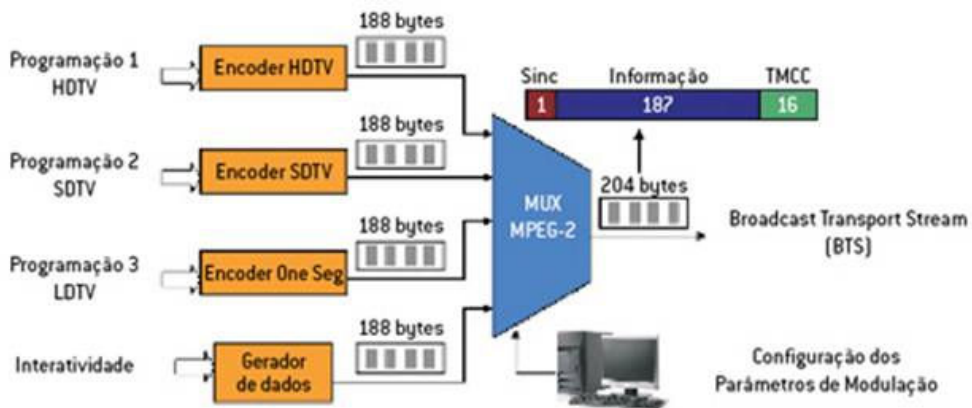 188 bytes
Programação 1
HDTV
Encoder HDTV
Sinc
Informação
TMCC
1
187
16
188 bytes
Programação 2
SDTV
Encoder SDTV
204 bytes
MUX
MPEG-2
Broadcast Transport Stream
(BTS)
188 bytes
Programação 3
LDTV
Encoder One Seg
188 bytes
Interatividade
Gerador
de dados
Configuração dos
Parâmetros de Modulação